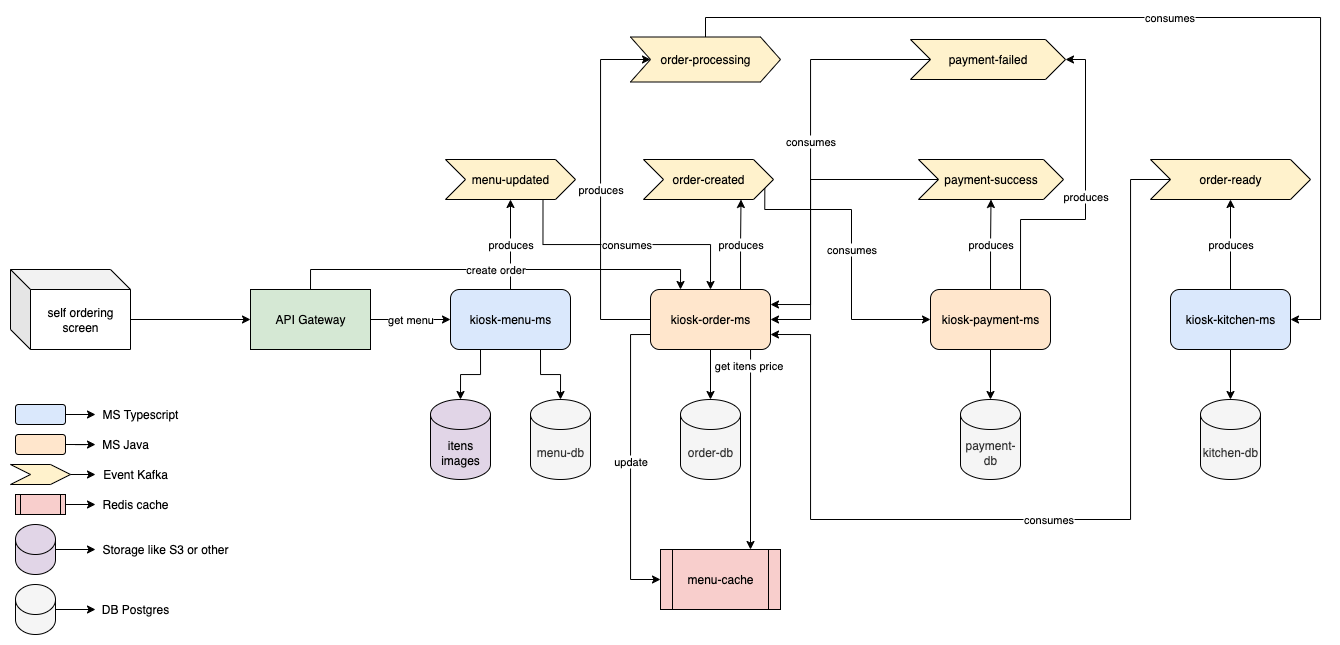 consumes
order-processing
payment-failed
consumes
menu-updated
order-created
payment-success
order-ready
produces
produces
produces
consumes
produces
consumes
produces
produces
create order
self ordering
screen
API Gateway
get menu
kiosk-menu-ms
kiosk-order-ms
kiosk-payment-ms
kiosk-kitchen-ms
get itens price
itens
images
menu-db
order-db
payment-
db
kitchen-db
update
consumes
menu-cache
MS Typescript
MS Java
Event Kafka
Redis cache
Storage like S3 or other
DB Postgres